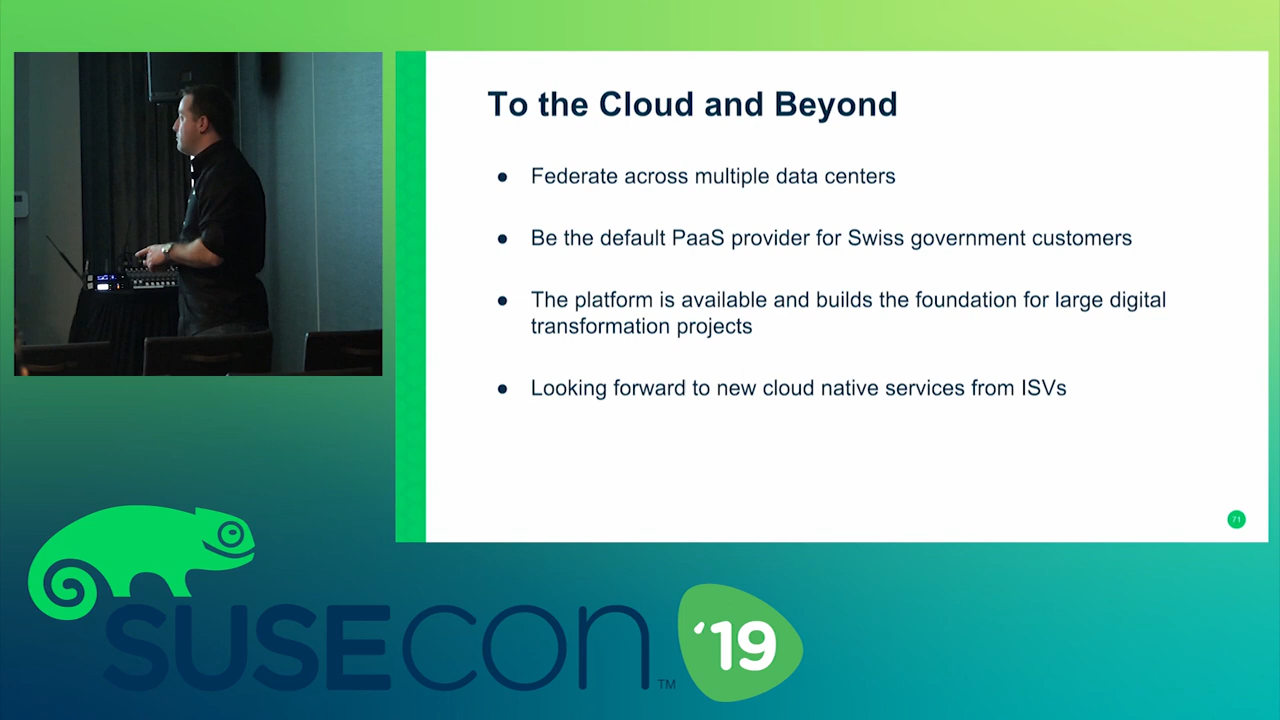 To the Cloud and Beyond
● Federate across multiple data centers
● Be the default PaaS provider for Swiss government customers
● The platform is available and builds the foundation for large digital
transformation projects
● Looking forward to new cloud native services from ISVs
71
SUSECON ™ '19